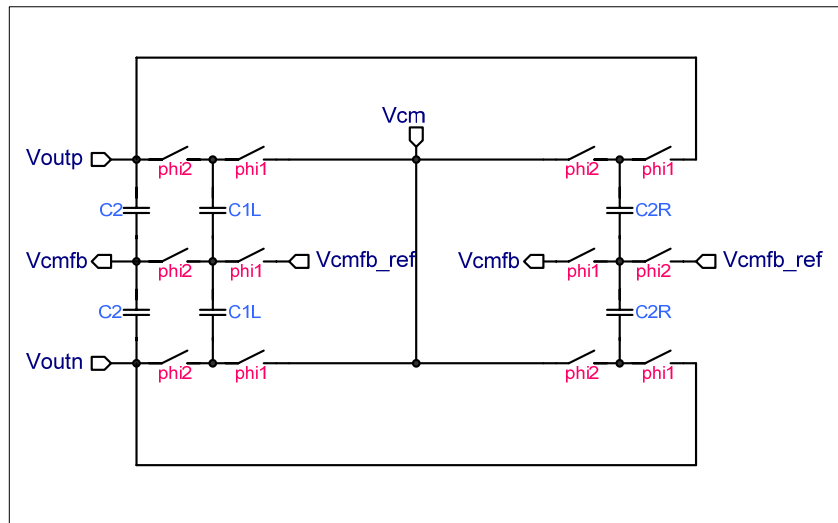 Vcm
Voutp
phi2
phi1
phi2
phi1
C2
C1L
C2R
Vcmfb
phi2
phi1
Vcmfb_ref
Vcmfb
phi1
phi2
Vcmfb_ref
C2
C1L
C2R
Voutn
phi2
phi1
phi2
phi1